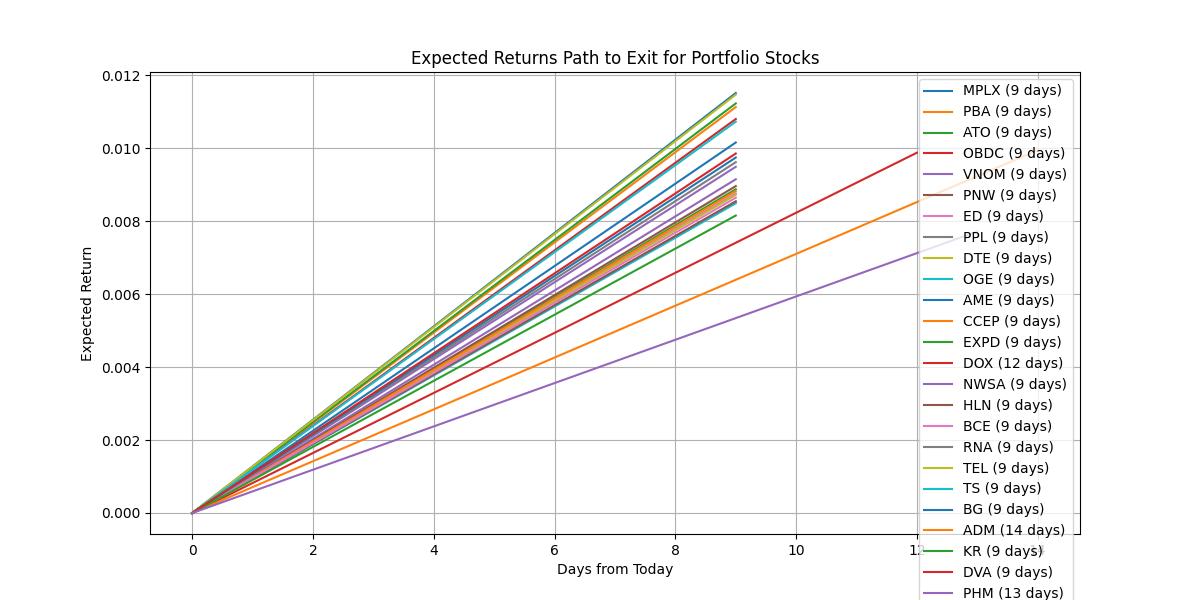 Expected Returns Path to Exit for Portfolio Stocks
Expected Return
0.012
0.010
0.008
0.006
0.004
0.002
0.000
0
2
4
6
8
10
12
14
Days from Today
MPLX (9 days)
PBA (9 days)
ATO (9 days)
OBDC (9 days)
VNOM (9 days)
PNW (9 days)
ED (9 days)
PPL (9 days)
DTE (9 days)
OGE (9 days)
AME (9 days)
CCEP (9 days)
EXPD (9 days)
DOX (12 days)
NWSA (9 days)
HLN (9 days)
BCE (9 days)
RNA (9 days)
TEL (9 days)
TS (9 days)
BG (9 days)
ADM (14 days)
KR (9 days)
DVA (9 days)
PHM (13 days)